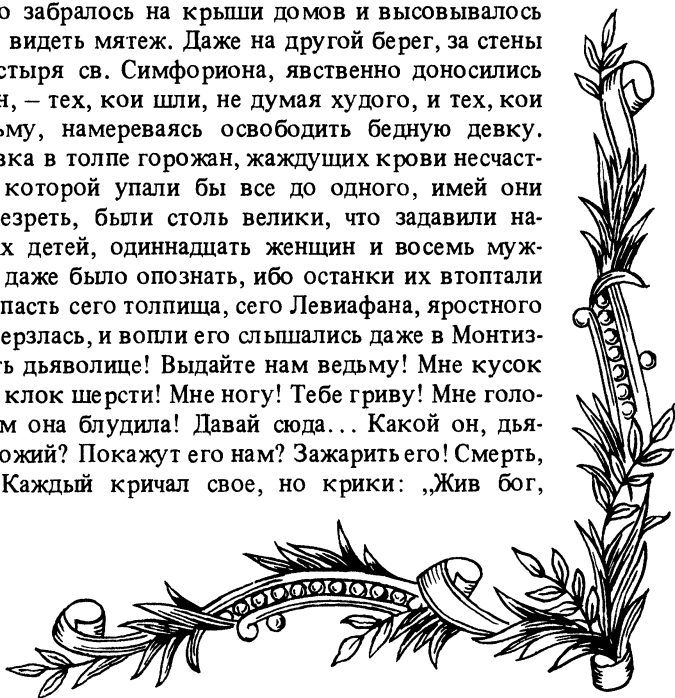 о забралось на крыши домов и высовывалось
видеть мятеж. Даже на другой берег, за стены
стыря св. Симфориона, явственно доносились
н, – тех, кои шли, не думая худого, и тех, кои
ьму, намереваясь освободить бедную девку.
вка в толпе горожан, жаждущих крови несчаст-
которой упали бы все до одного, имей они
езреть, были столь велики, что задавили на-
х детей, одиннадцать женщин и восемь муж-
даже было опознать, ибо останки их втоптали
пасть сего толпища, сего Левиафана, яростного
ерзлась, и вопли его слышались даже в Монтиз-
ть дьяволице! Выдайте нам ведьму! Мне кусок
клок шерсти! Мне ногу! Тебе гриву! Мне голо-
м она блудила! Давай сюда... Какой он, дья-
ожий? Покажут его нам? Зажарить его! Смерть,
Каждый кричал свое, но крики: „Жив бог,